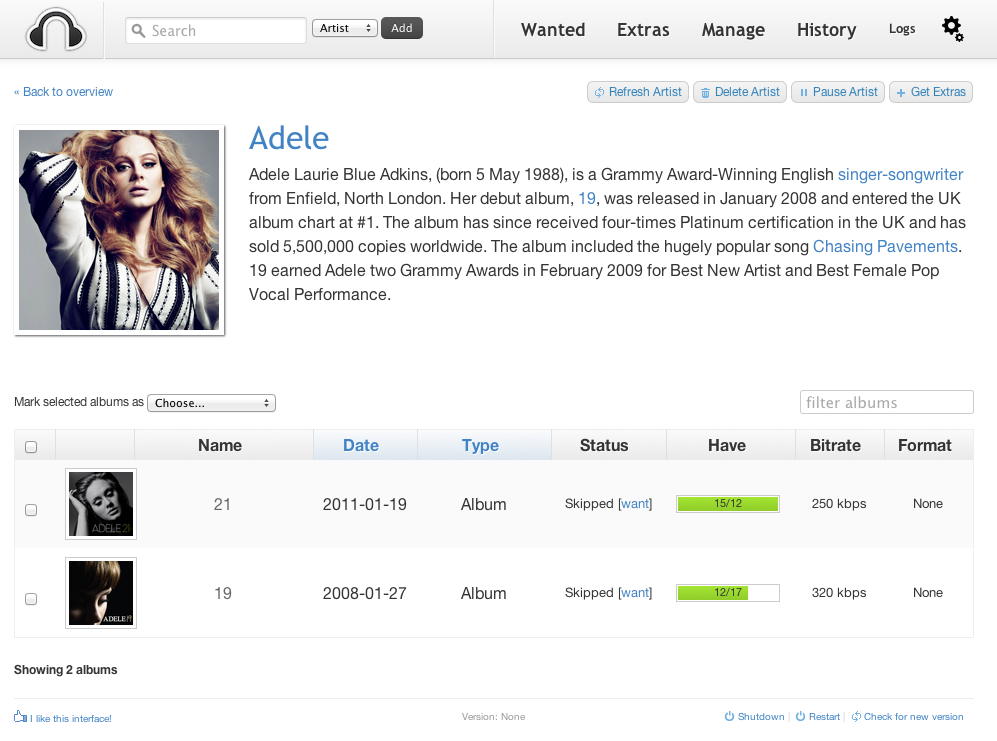 Search
Artist
Add
Wanted
Extras
Manage
History
Logs
« Back to overview
Refresh Artist
Delete Artist
Pause Artist
Get Extras
Adele
Adele Laurie Blue Adkins, (born 5 May 1988), is a Grammy Award-Winning English singer-songwriter
from Enfield, North London. Her debut album, 19, was released in January 2008 and entered the UK
album chart at #1. The album has since received four-times Platinum certification in the UK and has
sold 5,500,000 copies worldwide. The album included the hugely popular song Chasing Pavements.
19 earned Adele two Grammy Awards in February 2009 for Best New Artist and Best Female Pop
Vocal Performance.
Mark selected albums as Choose...
filter albums
Name Date Type Status Have Bitrate Format
ADELE 21
21 2011-01-19 Album Skipped [want] 15/12 250 kbps None
ADELE 19
19 2008-01-27 Album Skipped [want] 12/17 320 kbps None
Showing 2 albums
I like this interface!
Version: None
Shutdown | Restart | Check for new version